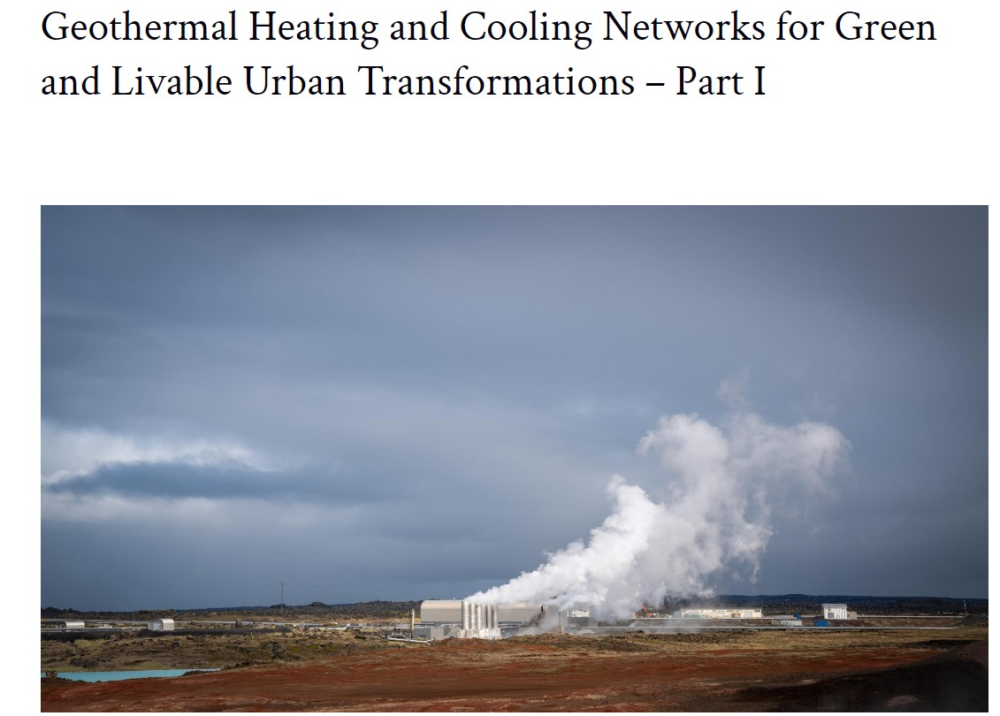 Geothermal Heating and Cooling Networks for Green
and Livable Urban Transformations – Part I